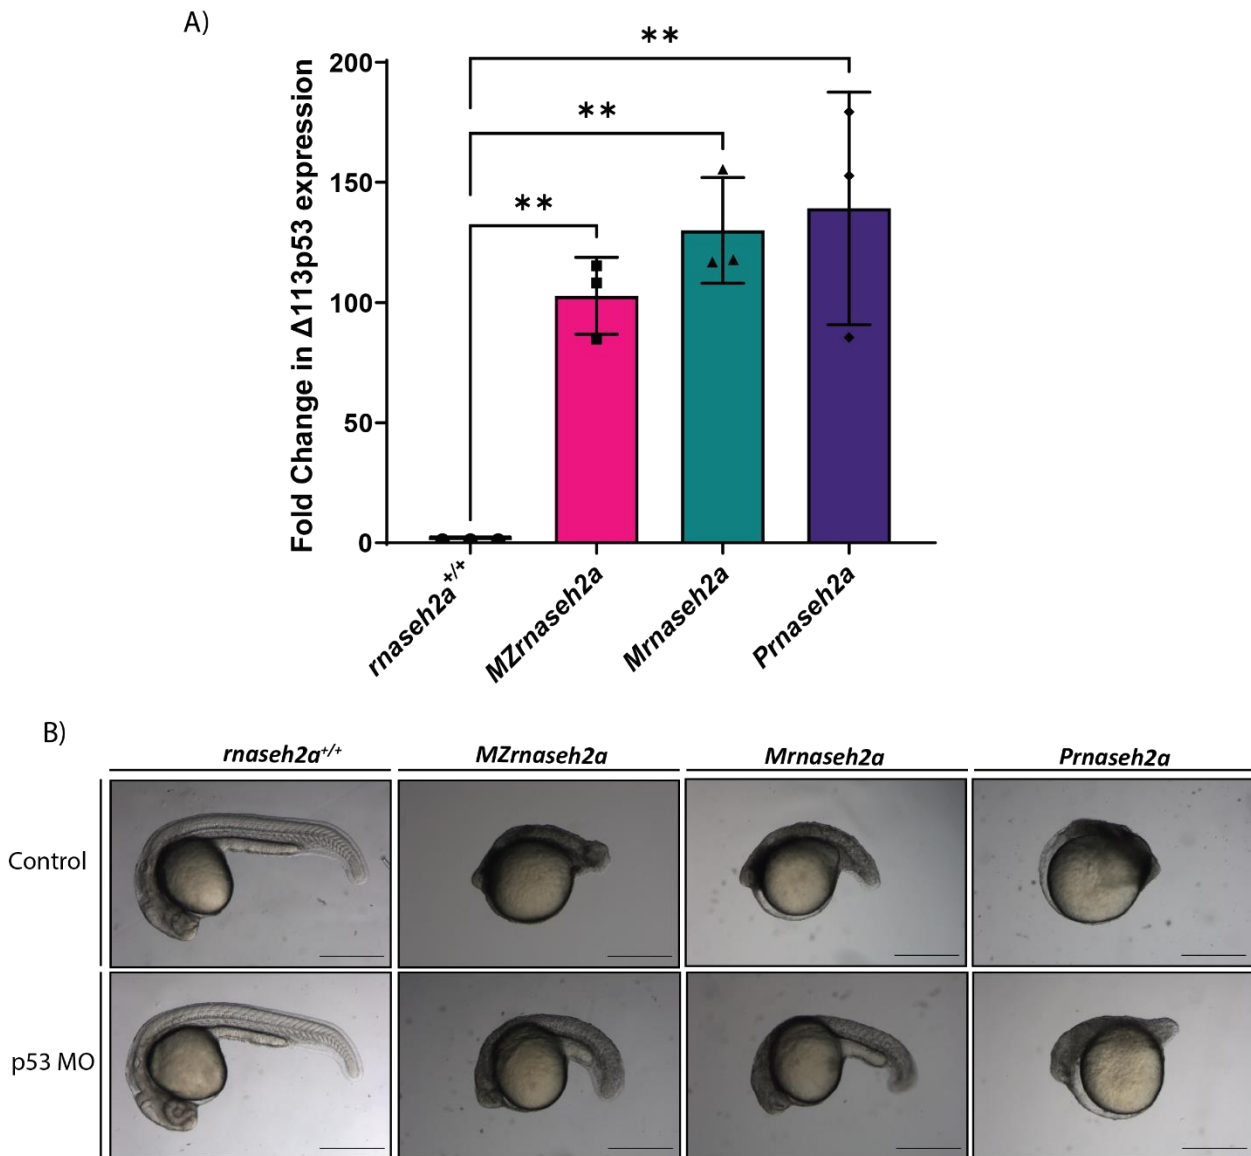 A)
**
**
**
Fold Change in Δ113p53 expression
200
150
100
50
0
rnaseh2a+/+
MZrnaseh2a
Mrnaseh2a
Prnaseh2a
B)
rnaseh2a+/+ MZrnaseh2a Mrnaseh2a Prnaseh2a
Control
p53 MO